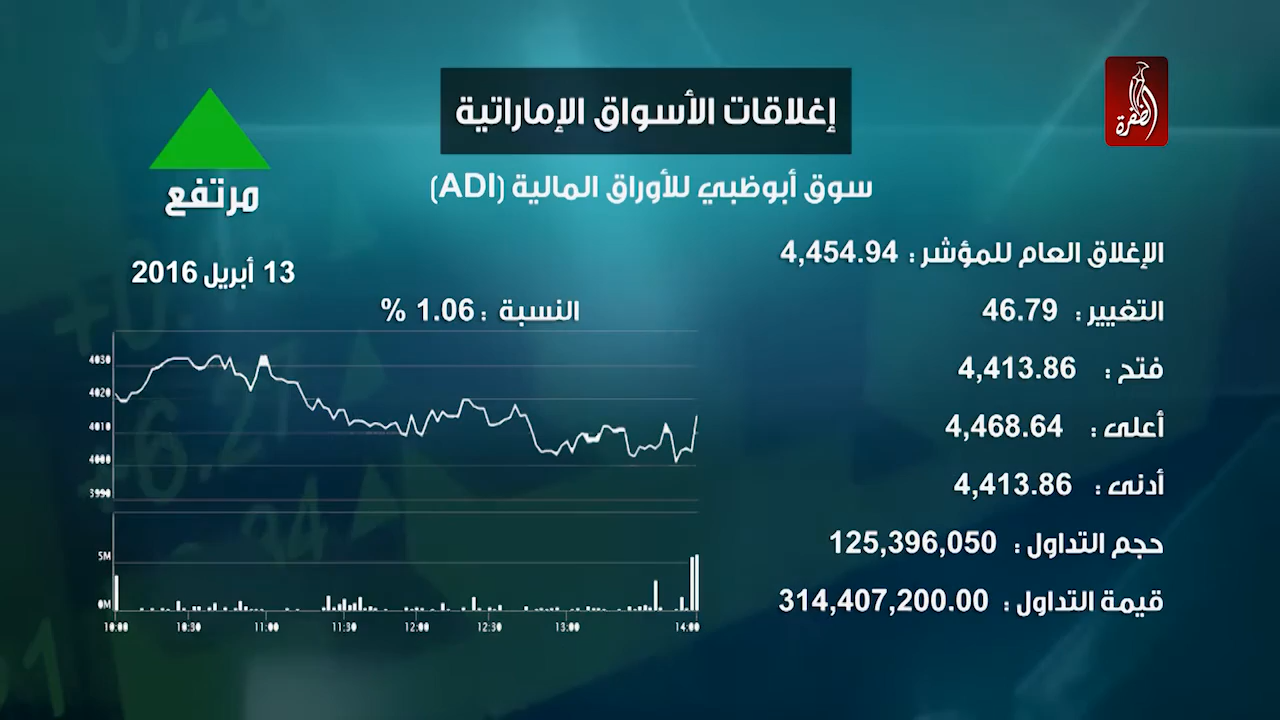 إغلاقات الأسواق الإماراتية
الظفرة
سوق أبوظبي للأوراق المالية (ADI)
مرتفع
13 أبريل 2016
الإغلاق العام للمؤشر : 4,454.94
التغيير : 46.79
النسبة : 1.06 %
فتح : 4,413.86
أعلى : 4,468.64
أدنى : 4,413.86
حجم التداول : 125,396,050
قيمة التداول : 314,407,200.00
4030
4020
4010
4000
3990
5M
0M
10:00 10:30 11:00 11:30 12:00 12:30 13:00 14:00